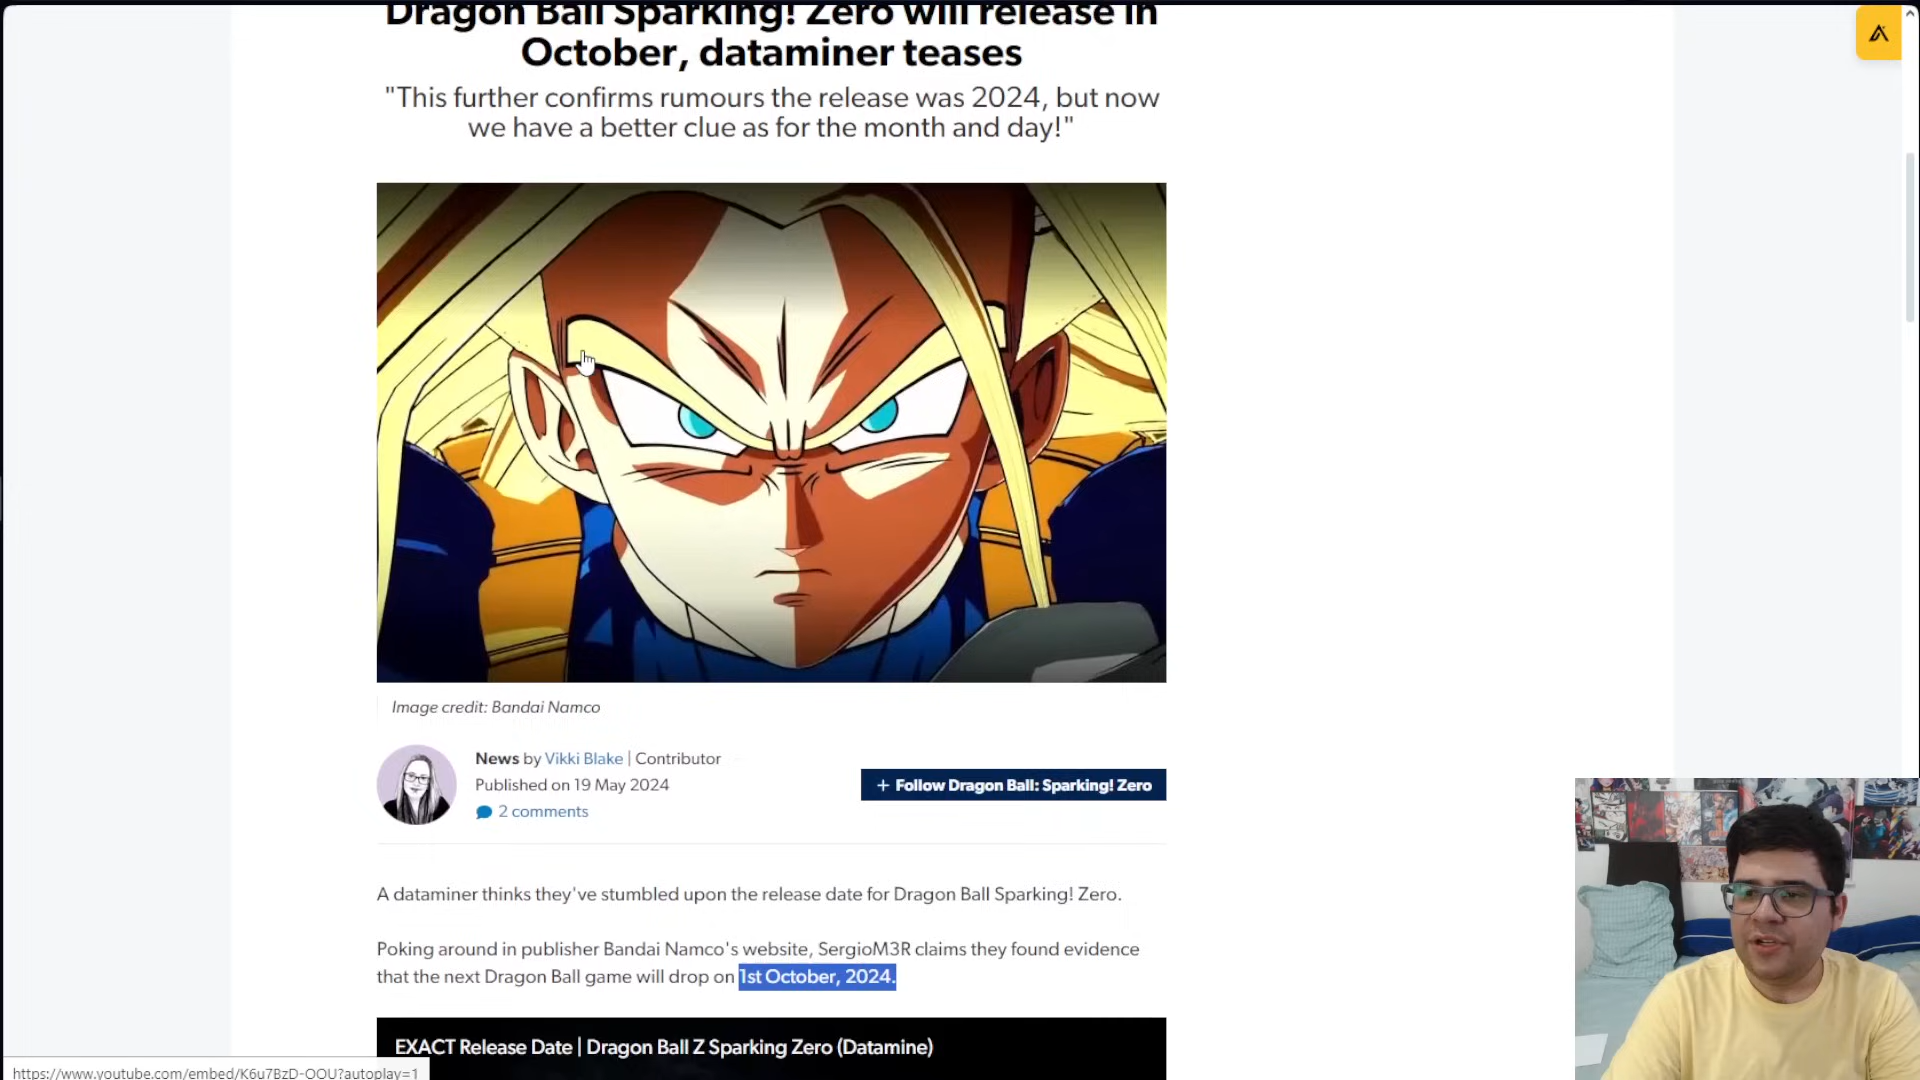 Dragon Ball Sparking! Zero will release in
October, dataminer teases
"This further confirms rumours the release was 2024, but now
we have a better clue as for the month and day!"
Image credit: Bandai Namco
News by Vikki Blake | Contributor
Published on 19 May 2024
2 comments
+ Follow Dragon Ball: Sparking! Zero
A dataminer thinks they've stumbled upon the release date for Dragon Ball Sparking! Zero.
Poking around in publisher Bandai Namco's website, SergioM3R claims they found evidence
that the next Dragon Ball game will drop on 1st October, 2024.
EXACT Release Date | Dragon Ball Z Sparking Zero (Datamine)
https://www.youtube.com/embed/K6u7BzD-OOU?autoplay=1